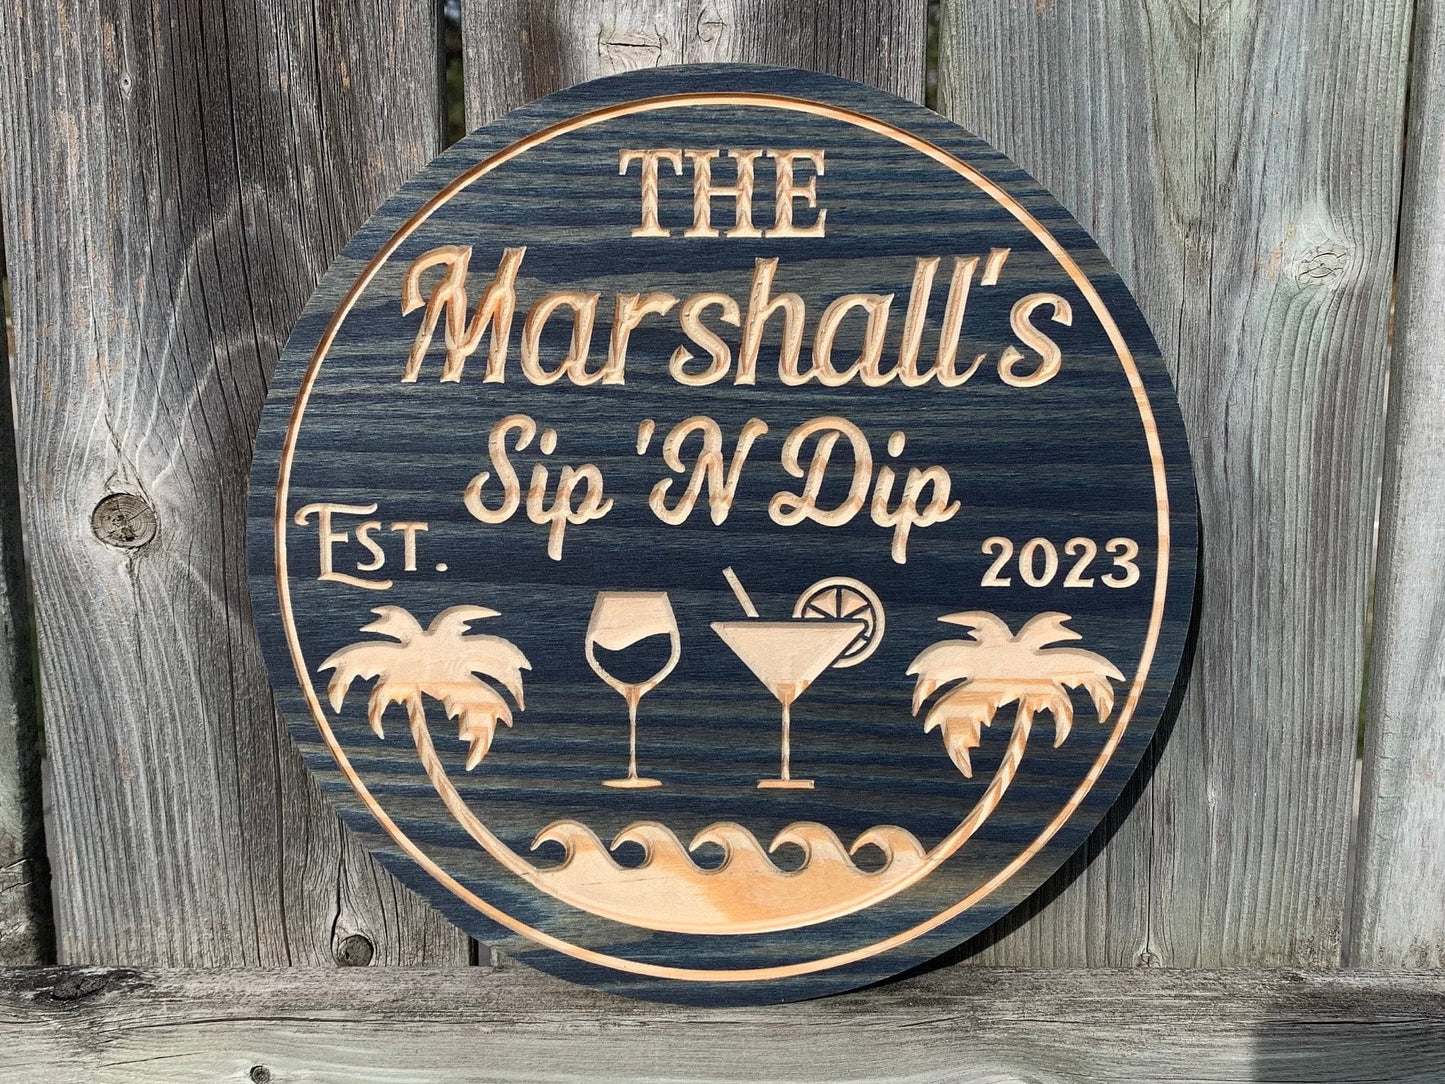 THE
Marshall's
Sip 'N Dip
EST.
2023